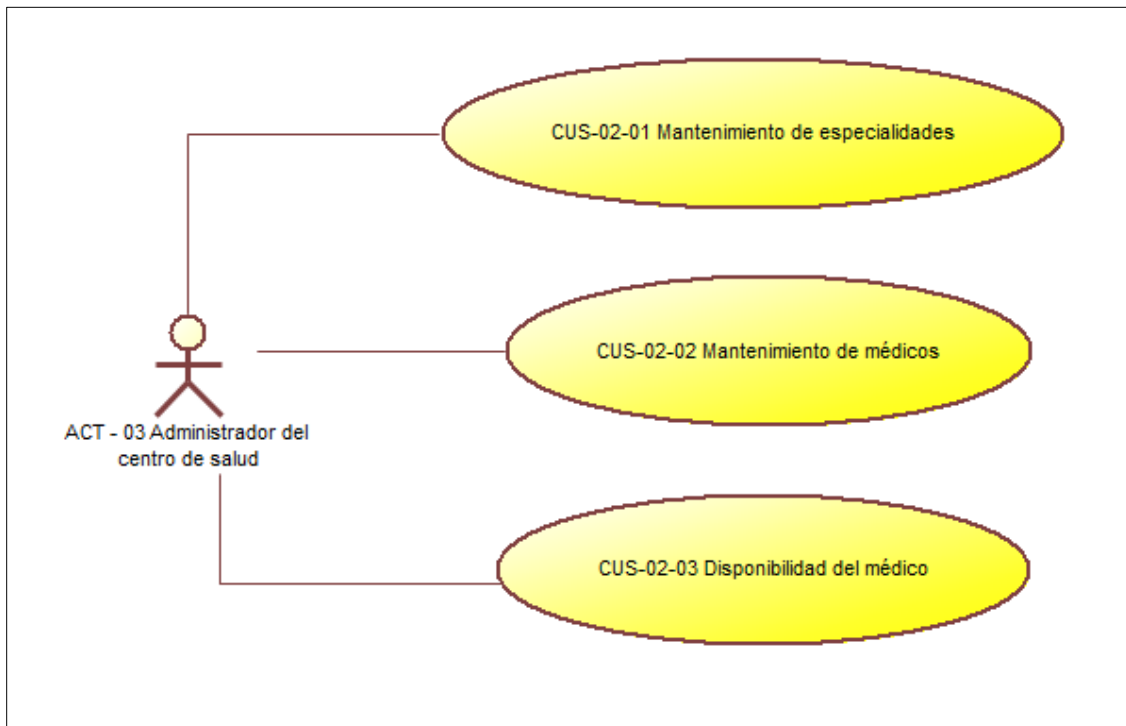 CUS-02-01 Mantenimiento de especialidades
CUS-02-02 Mantenimiento de médicos
ACT - 03 Administrador del
centro de salud
CUS-02-03 Disponibilidad del médico